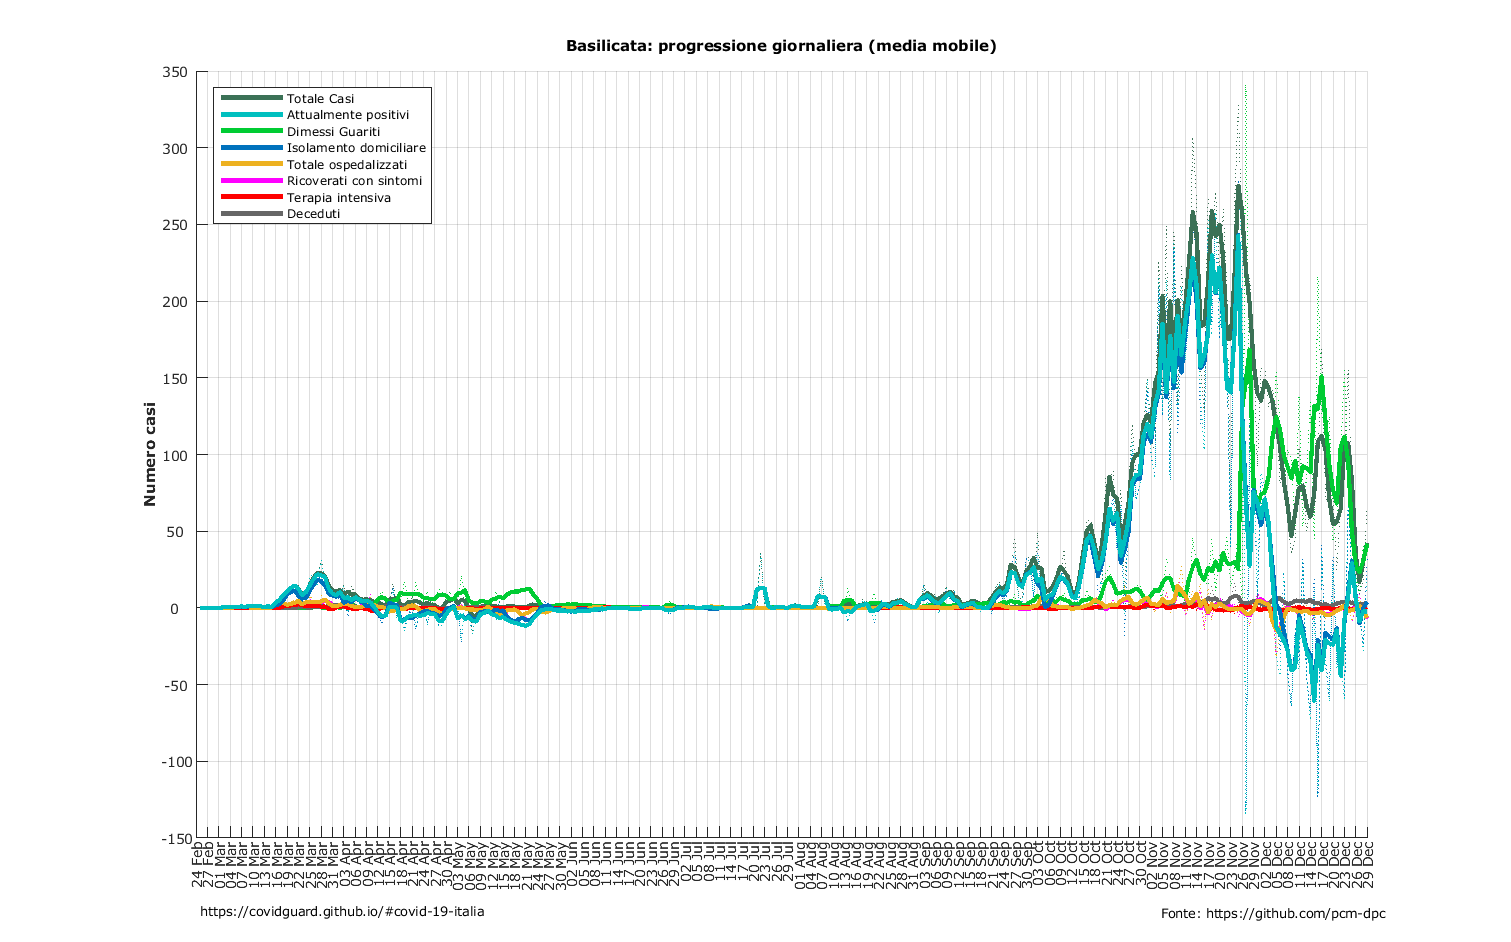 Basilicata: progressione giornaliera (media mobile)
Totale Casi
Attualmente positivi
Dimessi Guariti
Isolamento domiciliare
Totale ospedalizzati
Ricoverati con sintomi
Terapia intensiva
Deceduti
Numero casi
350
300
250
200
150
100
50
0
-50
-100
-150
24 Feb
27 Feb
01 Mar
04 Mar
07 Mar
10 Mar
13 Mar
16 Mar
19 Mar
22 Mar
25 Mar
28 Mar
31 Mar
03 Apr
06 Apr
09 Apr
12 Apr
15 Apr
18 Apr
21 Apr
24 Apr
27 Apr
30 Apr
03 May
06 May
09 May
12 May
15 May
18 May
21 May
24 May
27 May
30 May
02 Jun
05 Jun
08 Jun
11 Jun
14 Jun
17 Jun
20 Jun
23 Jun
26 Jun
29 Jun
02 Jul
05 Jul
08 Jul
11 Jul
14 Jul
17 Jul
20 Jul
23 Jul
26 Jul
29 Jul
01 Aug
04 Aug
07 Aug
10 Aug
13 Aug
16 Aug
19 Aug
22 Aug
25 Aug
28 Aug
31 Aug
03 Sep
06 Sep
09 Sep
12 Sep
15 Sep
18 Sep
21 Sep
24 Sep
27 Sep
30 Sep
03 Oct
06 Oct
09 Oct
12 Oct
15 Oct
18 Oct
21 Oct
24 Oct
27 Oct
30 Oct
02 Nov
05 Nov
08 Nov
11 Nov
14 Nov
17 Nov
20 Nov
23 Nov
26 Nov
29 Nov
02 Dec
05 Dec
08 Dec
11 Dec
14 Dec
17 Dec
20 Dec
23 Dec
26 Dec
29 Dec
https://covidguard.github.io/#covid-19-italia
Fonte: https://github.com/pcm-dpc